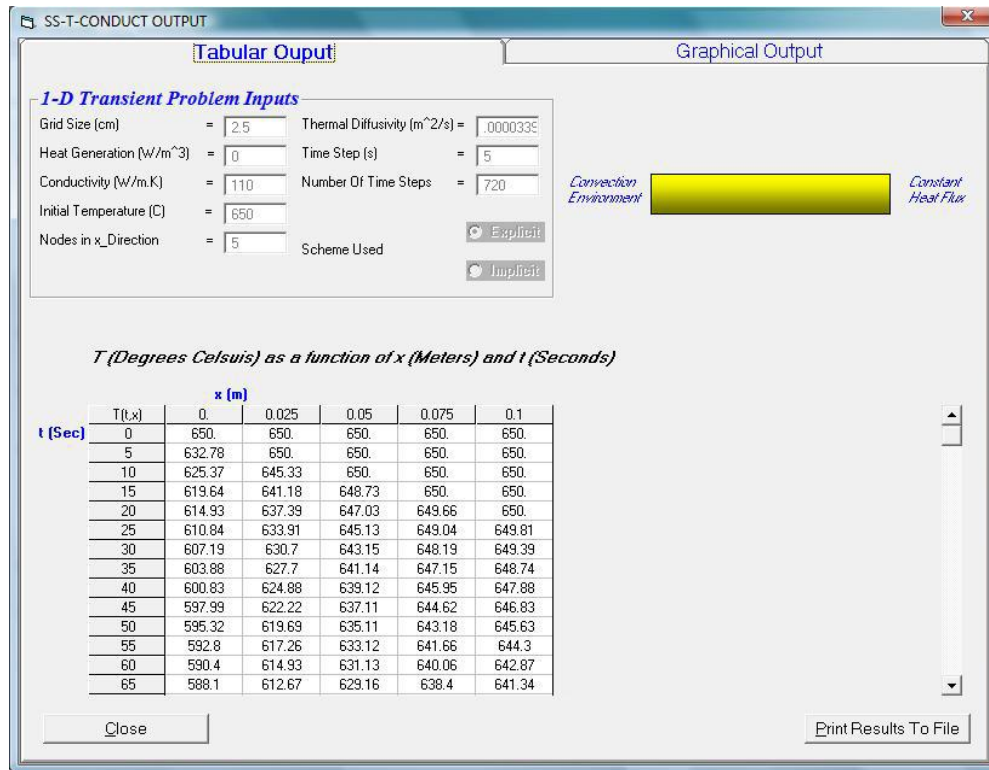 SS-T-CONDUCT OUTPUT
Tabular Ouput
Graphical Output
1-D Transient Problem Inputs
Grid Size (cm) = 2.5 Thermal Diffusivity (m^2/s) = .0000339
Heat Generation (W/m^3) = 0 Time Step (s) = 5
Conductivity (W/m.K) = 110 Number Of Time Steps = 720
Initial Temperature (C) = 650
Nodes in x_Direction = 5
Scheme Used
Explicit
Implicit
Convection Environment
Constant Heat Flux
T (Degrees Celsuis) as a function of x (Meters) and t (Seconds)
x (m)
t (Sec)
T(t,x) 0. 0.025 0.05 0.075 0.1
0 650. 650. 650. 650. 650.
5 632.78 650. 650. 650. 650.
10 625.37 645.33 650. 650. 650.
15 619.64 641.18 648.73 650. 650.
20 614.93 637.39 647.03 649.66 650.
25 610.84 633.91 645.13 649.04 649.81
30 607.19 630.7 643.15 648.19 649.39
35 603.88 627.7 641.14 647.15 648.74
40 600.83 624.88 639.12 645.95 647.88
45 597.99 622.22 637.11 644.62 646.83
50 595.32 619.69 635.11 643.18 645.63
55 592.8 617.26 633.12 641.66 644.3
60 590.4 614.93 631.13 640.06 642.87
65 588.1 612.67 629.16 638.4 641.34
Close
Print Results To File